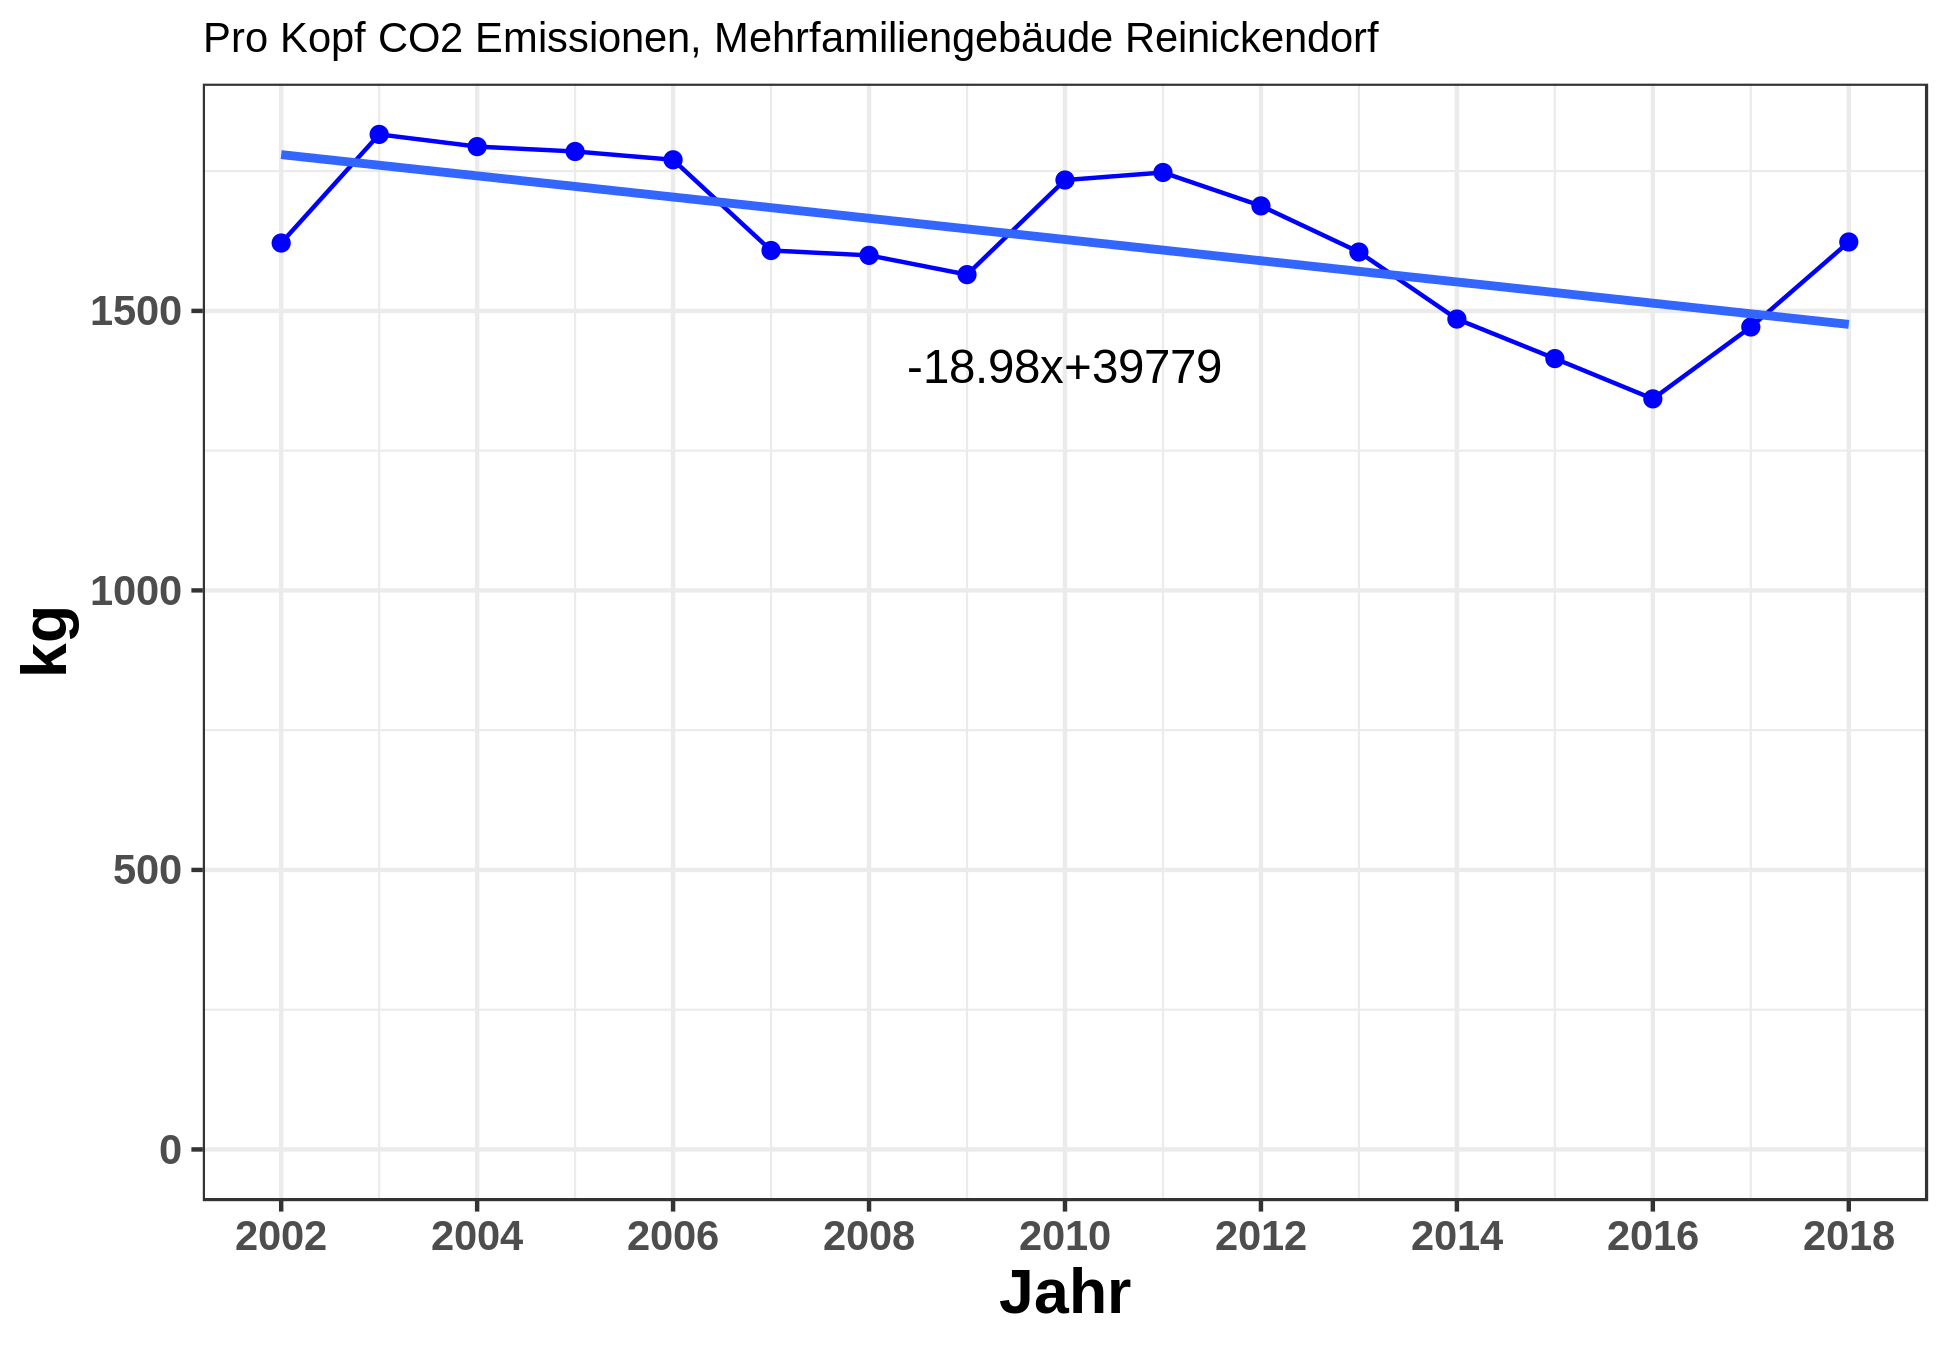 Pro Kopf CO2 Emissionen, Mehrfamiliengebäude Reinickendorf
1500
-18.98x+39779
1000
kg
500
0
2002 2004 2006 2008 2010 2012 2014 2016 2018
Jahr